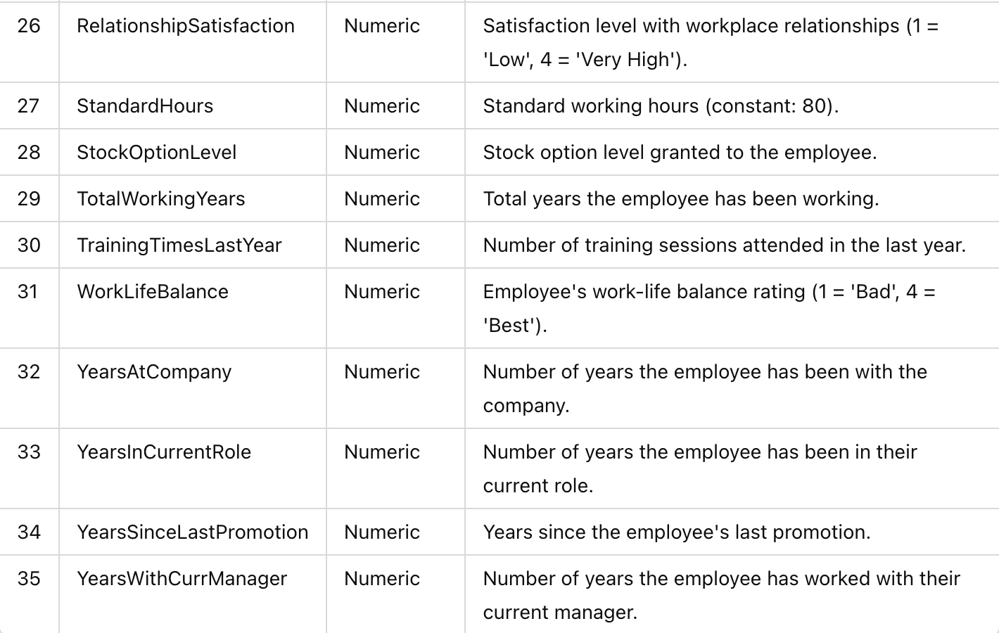 26 RelationshipSatisfaction Numeric Satisfaction level with workplace relationships (1 =
'Low', 4 = 'Very High').
27 StandardHours Numeric Standard working hours (constant: 80).
28 StockOptionLevel Numeric Stock option level granted to the employee.
29 TotalWorkingYears Numeric Total years the employee has been working.
30 TrainingTimesLastYear Numeric Number of training sessions attended in the last year.
31 WorkLifeBalance Numeric Employee's work-life balance rating (1 = 'Bad', 4 =
'Best').
32 YearsAtCompany Numeric Number of years the employee has been with the
company.
33 YearsInCurrentRole Numeric Number of years the employee has been in their
current role.
34 YearsSinceLastPromotion Numeric Years since the employee's last promotion.
35 YearsWithCurrManager Numeric Number of years the employee has worked with their
current manager.